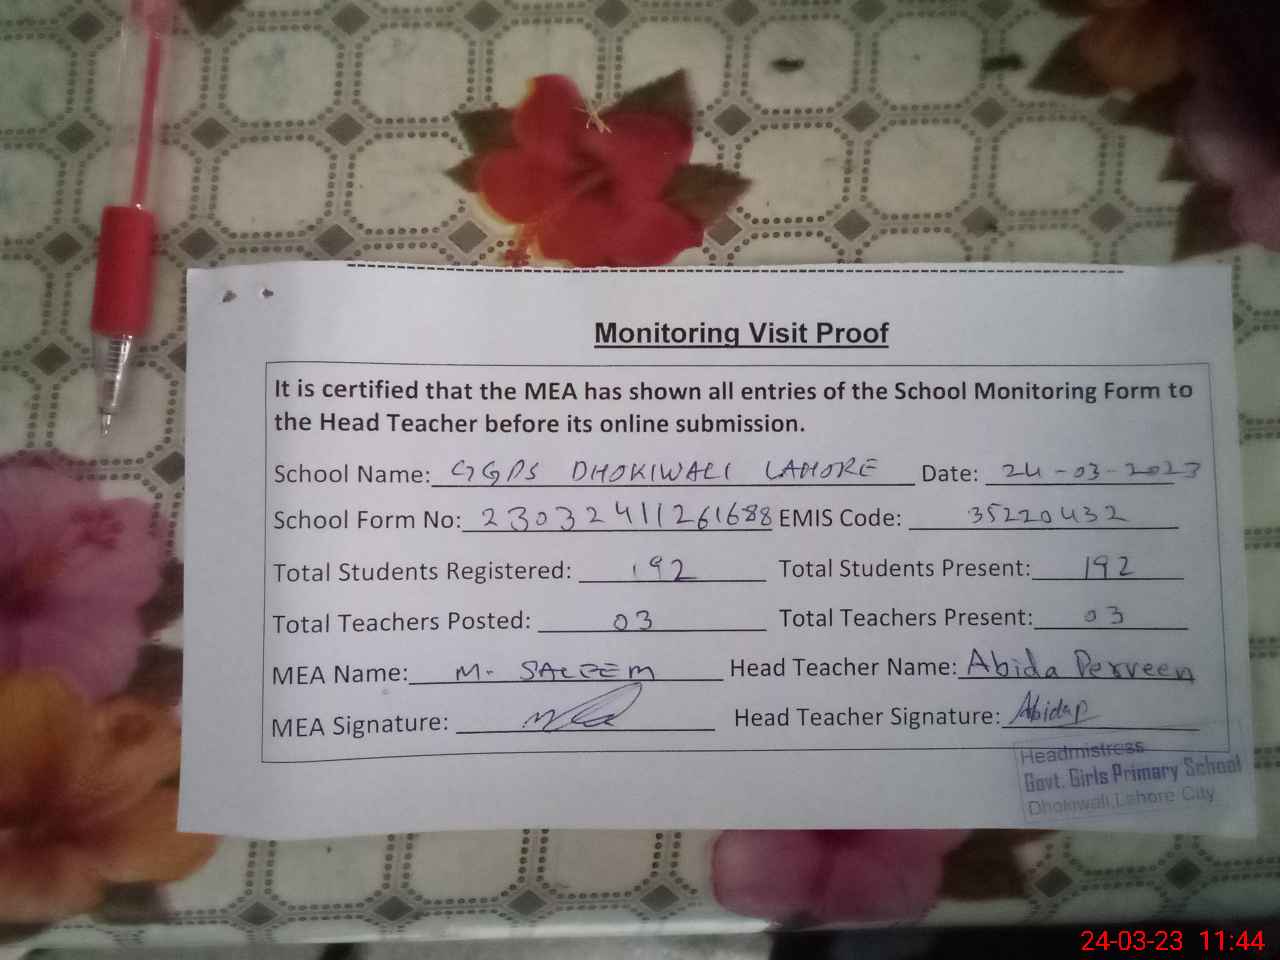 Monitoring Visit Proof
It is certified that the MEA has shown all entries of the School Monitoring Form to
the Head Teacher before its online submission.
School Name: GGPS DHOKIWALI LAHORE Date: 24-03-2023
School Form No: 23032411261688 EMIS Code: 35220432
Total Students Registered: 192 Total Students Present: 192
Total Teachers Posted: 03 Total Teachers Present: 03
MEA Name: M. SALEEM Head Teacher Name: Abida Perveen
MEA Signature: Head Teacher Signature: AbidaP
Headmistress
Govt. Girls Primary School
Dhokiwali, Lahore City
24-03-23 11:44